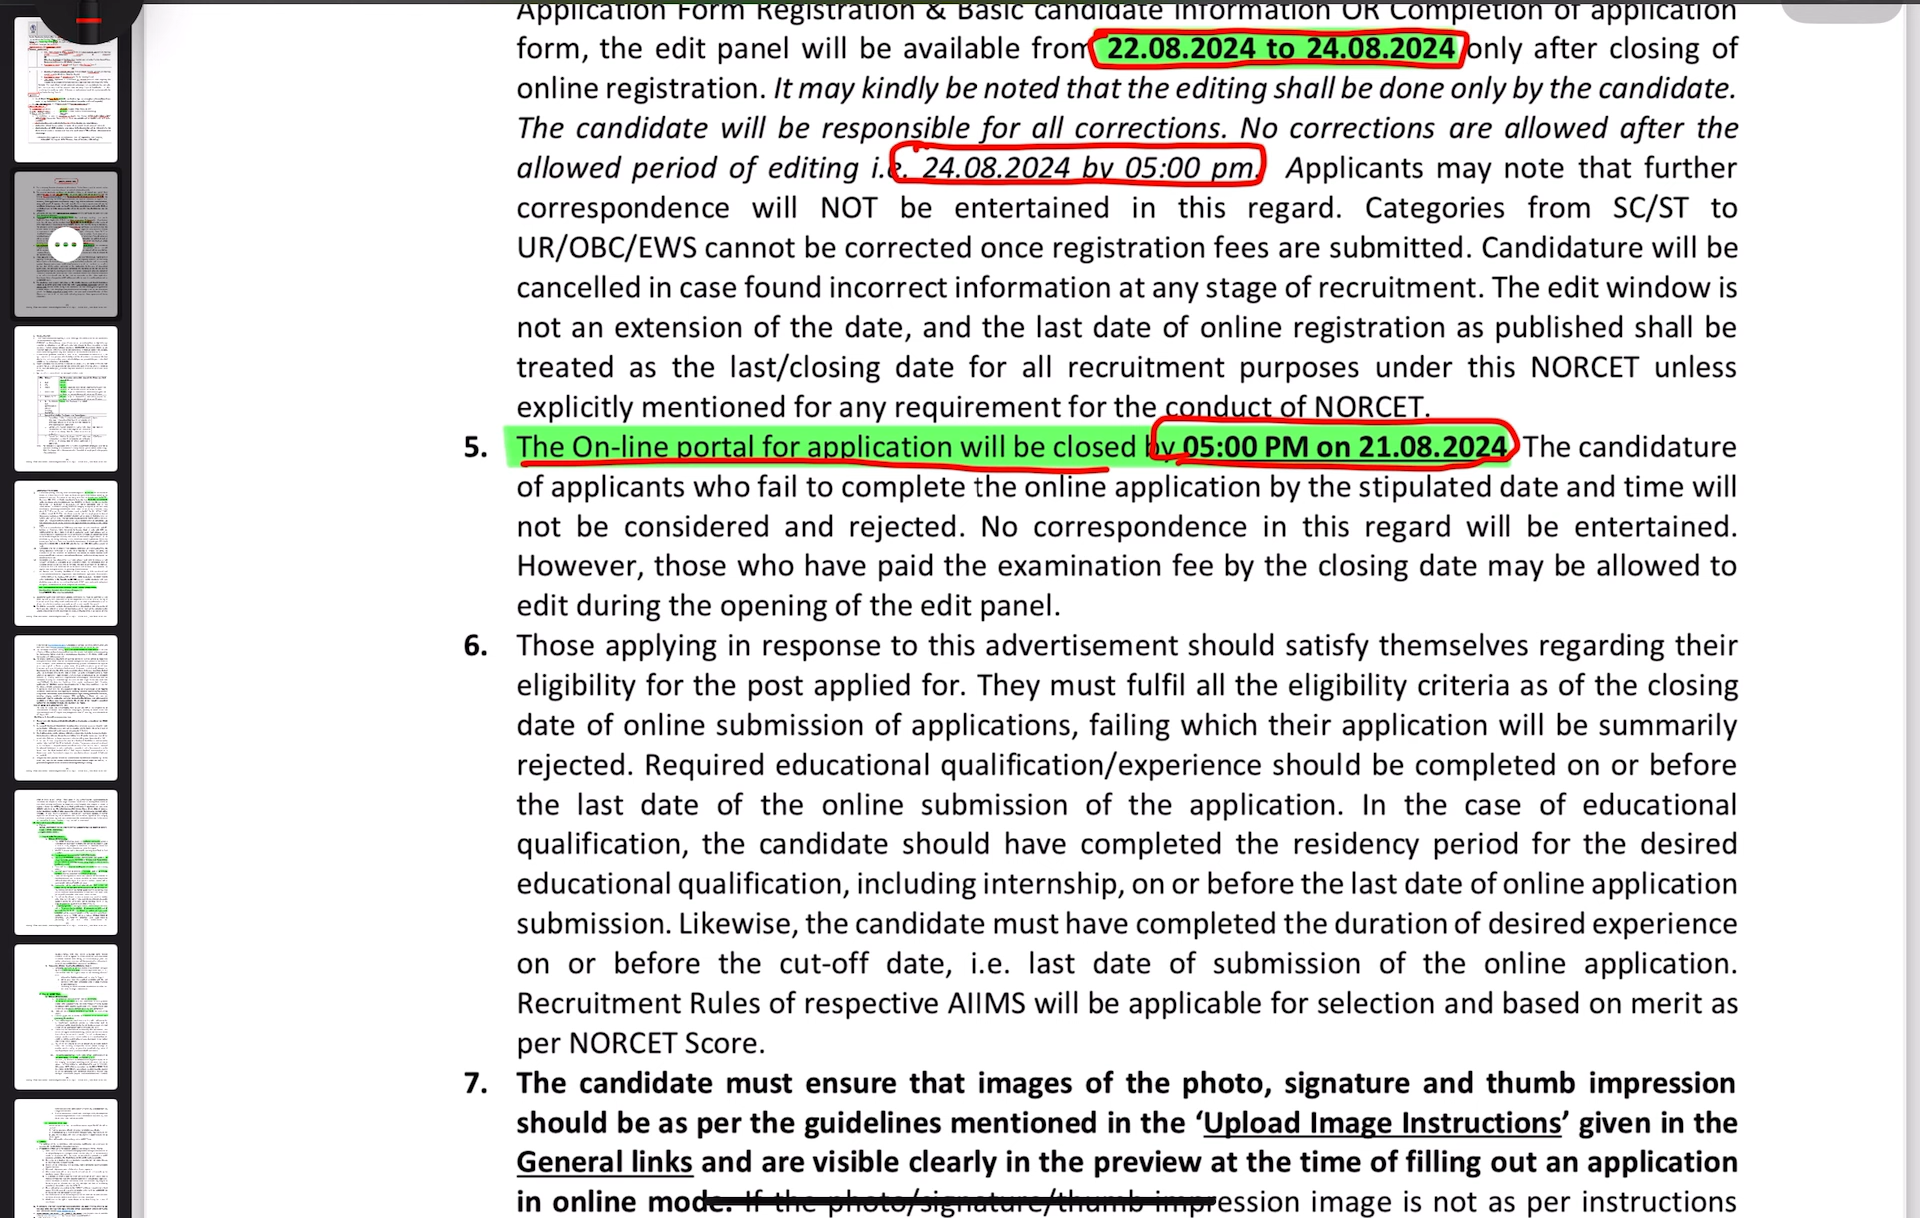 Application Form Registration & Basic candidate information OR Completion of application
form, the edit panel will be available from 22.08.2024 to 24.08.2024 only after closing of
online registration. It may kindly be noted that the editing shall be done only by the candidate.
The candidate will be responsible for all corrections. No corrections are allowed after the
allowed period of editing i.e. 24.08.2024 by 05:00 pm. Applicants may note that further
correspondence will NOT be entertained in this regard. Categories from SC/ST to
UR/OBC/EWS cannot be corrected once registration fees are submitted. Candidature will be
cancelled in case found incorrect information at any stage of recruitment. The edit window is
not an extension of the date, and the last date of online registration as published shall be
treated as the last/closing date for all recruitment purposes under this NORCET unless
explicitly mentioned for any requirement for the conduct of NORCET.
5. The On-line portal for application will be closed by 05:00 PM on 21.08.2024 The candidature
of applicants who fail to complete the online application by the stipulated date and time will
not be considered and rejected. No correspondence in this regard will be entertained.
However, those who have paid the examination fee by the closing date may be allowed to
edit during the opening of the edit panel.
6. Those applying in response to this advertisement should satisfy themselves regarding their
eligibility for the post applied for. They must fulfil all the eligibility criteria as of the closing
date of online submission of applications, failing which their application will be summarily
rejected. Required educational qualification/experience should be completed on or before
the last date of the online submission of the application. In the case of educational
qualification, the candidate should have completed the residency period for the desired
educational qualification, including internship, on or before the last date of online application
submission. Likewise, the candidate must have completed the duration of desired experience
on or before the cut-off date, i.e. last date of submission of the online application.
Recruitment Rules of respective AIIMS will be applicable for selection and based on merit as
per NORCET Score.
7. The candidate must ensure that images of the photo, signature and thumb impression
should be as per the guidelines mentioned in the ‘Upload Image Instructions’ given in the
General links and are visible clearly in the preview at the time of filling out an application
in online mode. If the photo/signature/thumb impression image is not as per instructions